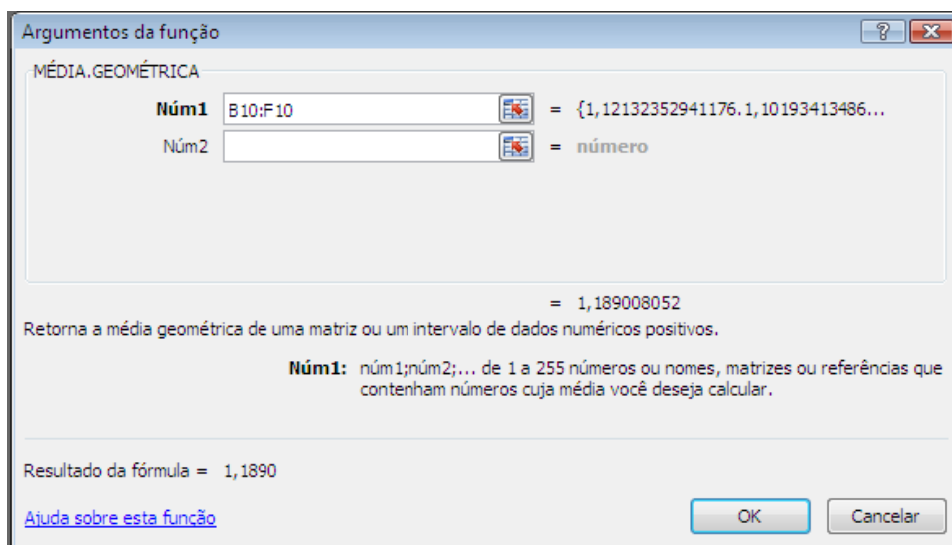 Argumentos da função
MÉDIA.GEOMÉTRICA
Núm1 B10:F10 = {1,12132352941176.1,10193413486...
Núm2 = número
= 1,189008052
Retorna a média geométrica de uma matriz ou um intervalo de dados numéricos positivos.
Núm1: núm1;núm2;... de 1 a 255 números ou nomes, matrizes ou referências que
contenham números cuja média você deseja calcular.
Resultado da fórmula = 1,1890
Ajuda sobre esta função OK Cancelar